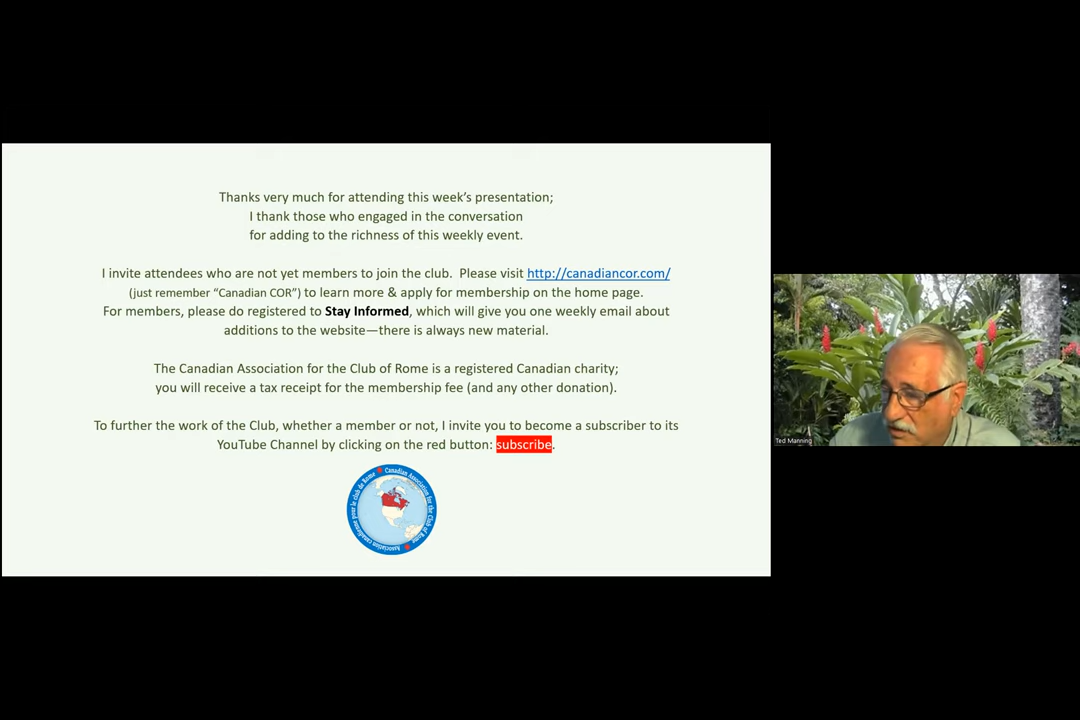 Thanks very much for attending this week's presentation;
I thank those who engaged in the conversation
for adding to the richness of this weekly event.
I invite attendees who are not yet members to join the club. Please visit http://canadiancor.com/
(just remember “Canadian COR”) to learn more & apply for membership on the home page.
For members, please do registered to Stay Informed, which will give you one weekly email about
additions to the website—there is always new material.
The Canadian Association for the Club of Rome is a registered Canadian charity;
you will receive a tax receipt for the membership fee (and any other donation).
To further the work of the Club, whether a member or not, I invite you to become a subscriber to its
YouTube Channel by clicking on the red button: subscribe.
Canadian Association for the Club of Rome
Association canadienne pour le club de Rome
Ted Manning